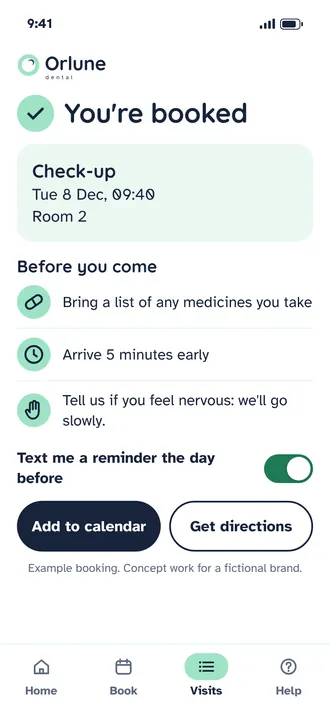 9:41
Orlune
dental
You're booked
Check-up
Tue 8 Dec, 09:40
Room 2
Before you come
Bring a list of any medicines you take
Arrive 5 minutes early
Tell us if you feel nervous: we'll go
slowly.
Text me a reminder the day
before
Add to calendar
Get directions
Example booking. Concept work for a fictional brand.
Home
Book
Visits
Help